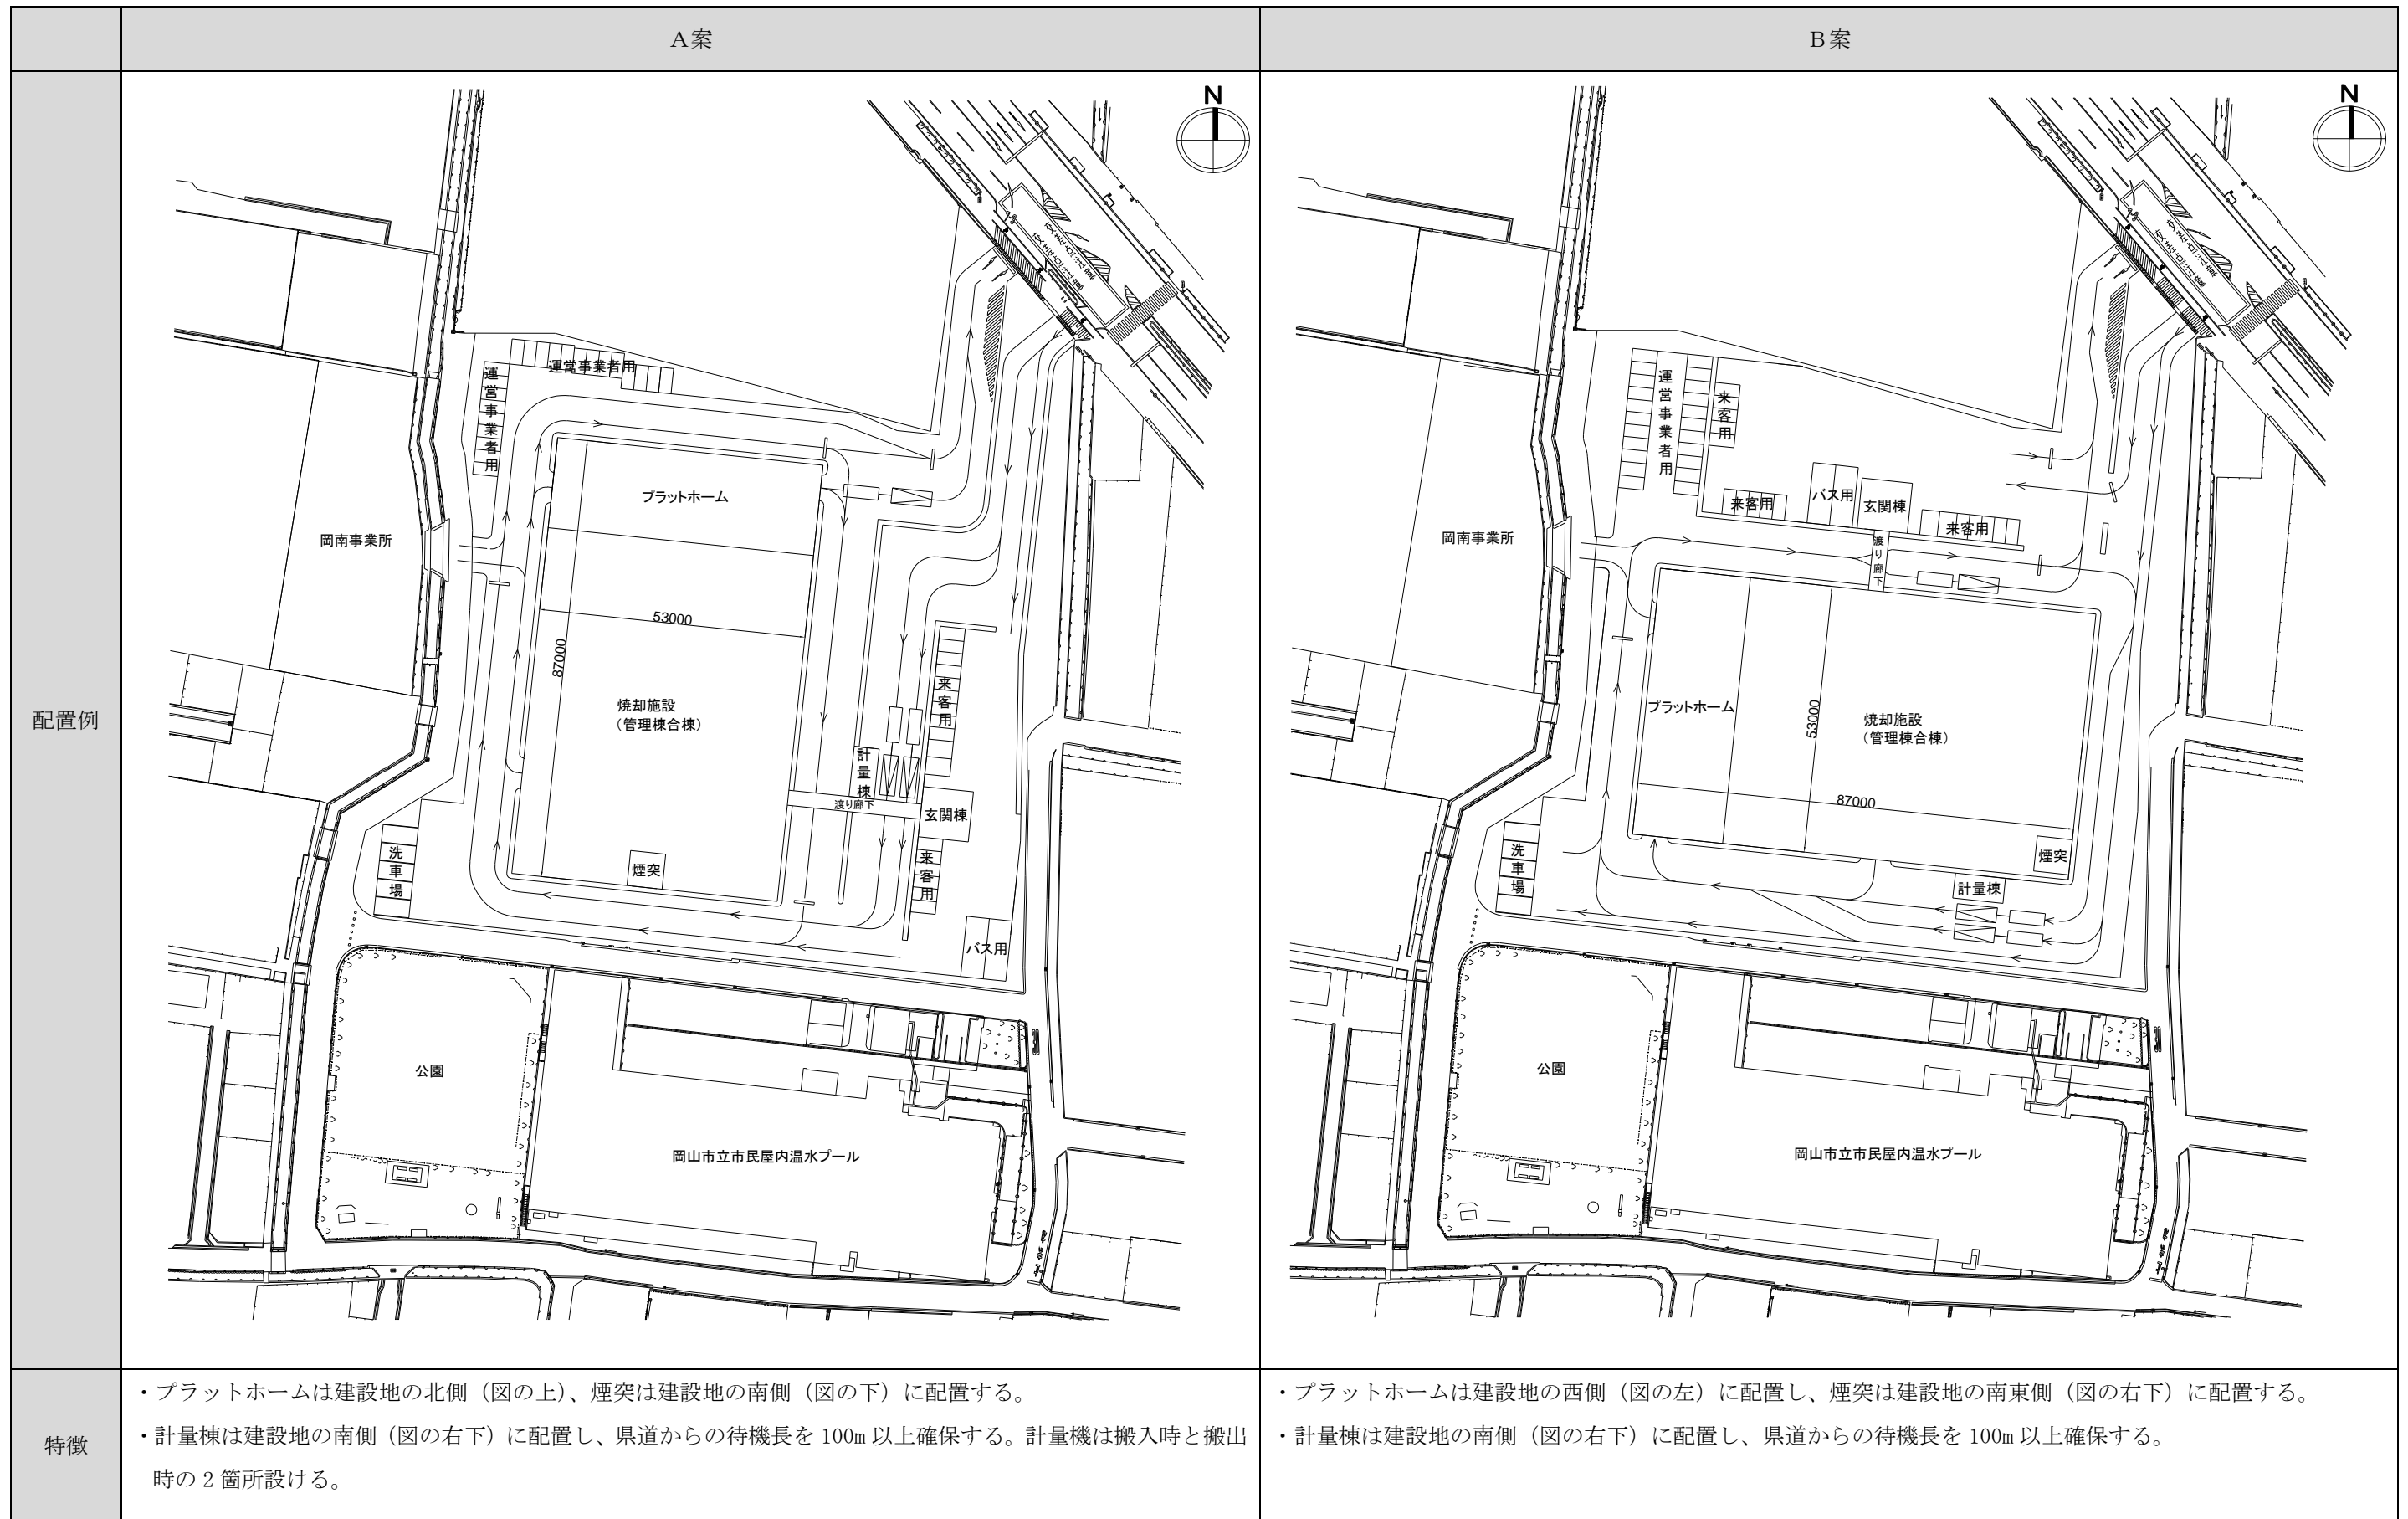 A案
B案
配置例
N
運営事業者用
運営事業者用
プラットホーム
岡南事業所
53000
87000
焼却施設
（管理棟合棟）
来客用
計量棟
渡り廊下
玄関棟
来客用
煙突
洗車場
バス用
公園
岡山市立市民屋内温水プール
N
運営事業者用
来客用
バス用
玄関棟
来客用
来客用
渡り廊下
岡南事業所
プラットホーム
53000
焼却施設
（管理棟合棟）
87000
煙突
計量棟
洗車場
公園
岡山市立市民屋内温水プール
特徴
・プラットホームは建設地の北側（図の上）、煙突は建設地の南側（図の下）に配置する。
・計量棟は建設地の南側（図の右下）に配置し、県道からの待機長を 100m 以上確保する。計量機は搬入時と搬出
時の 2 箇所設ける。
・プラットホームは建設地の西側（図の左）に配置し、煙突は建設地の南東側（図の右下）に配置する。
・計量棟は建設地の南側（図の右下）に配置し、県道からの待機長を 100m 以上確保する。